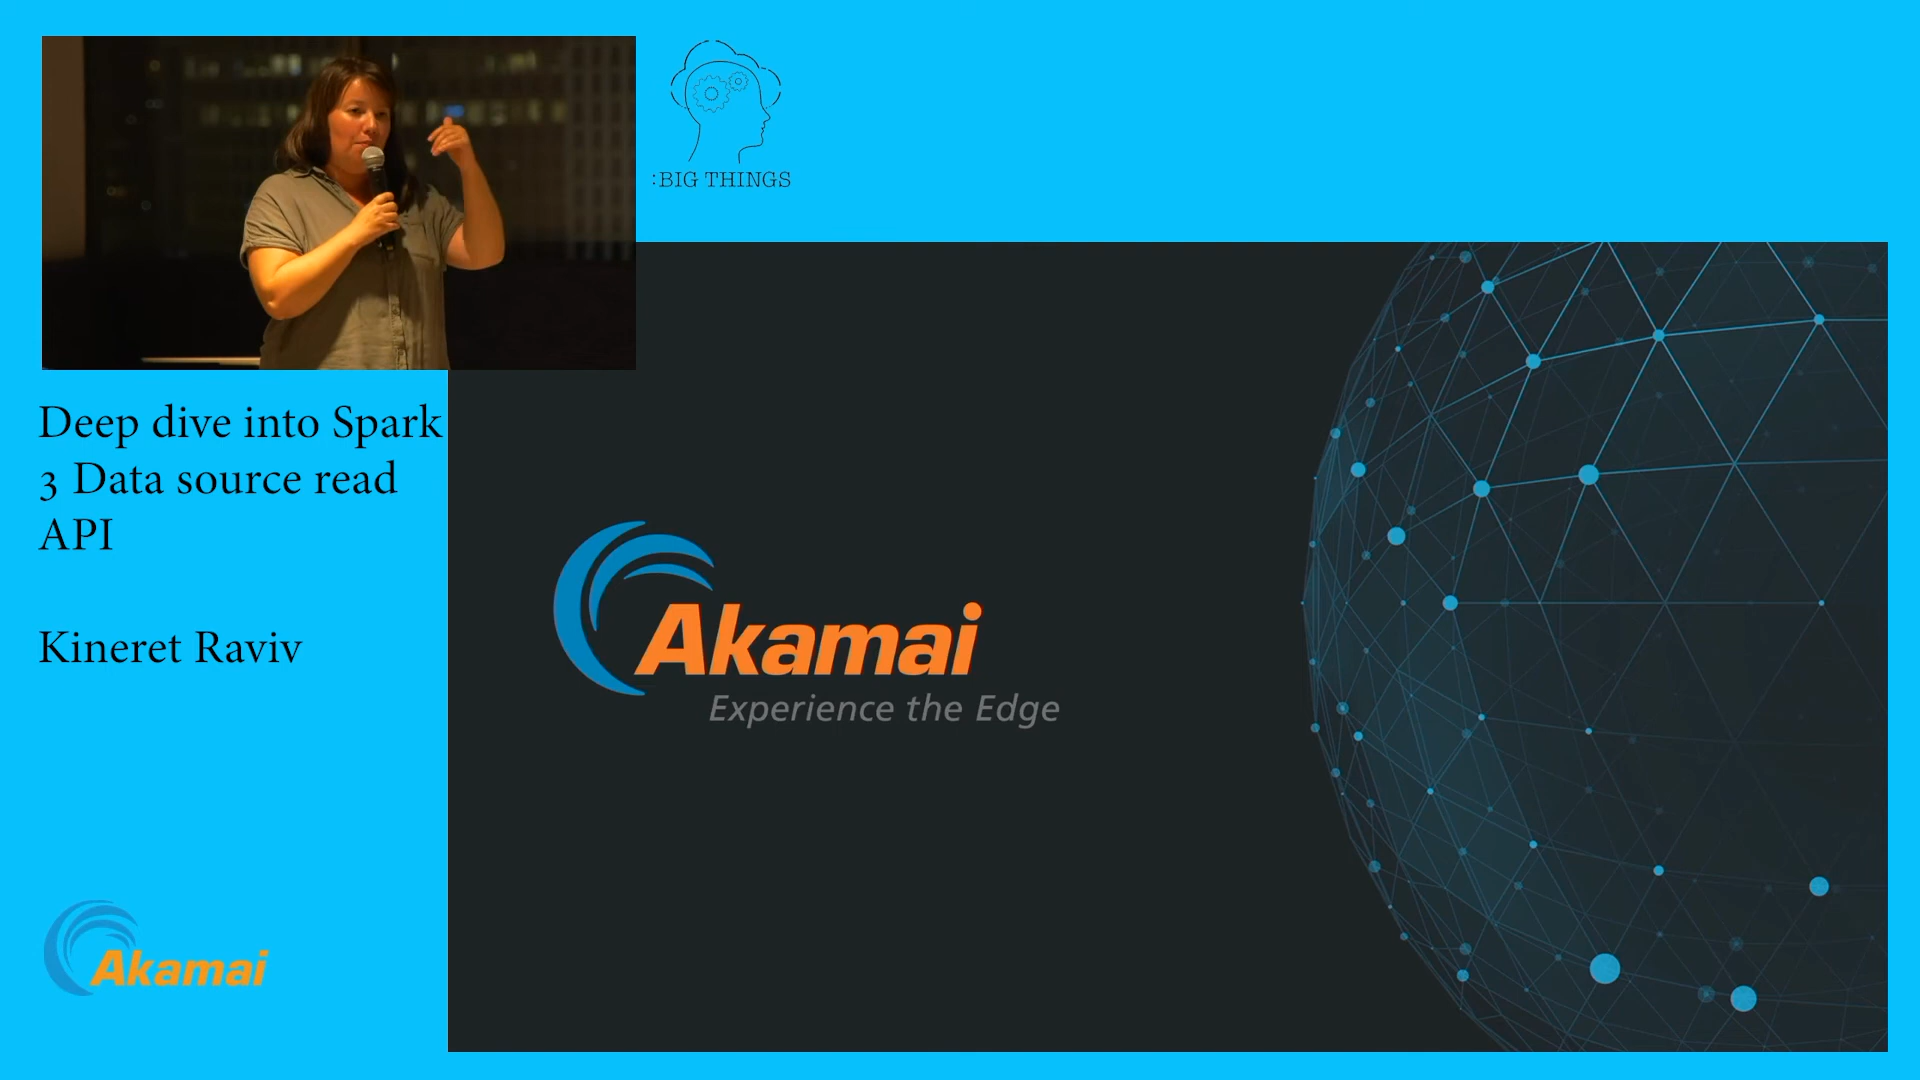 :BIG THINGS
Deep dive into Spark
3 Data source read
API
Kineret Raviv
Akamai
Experience the Edge
Akamai